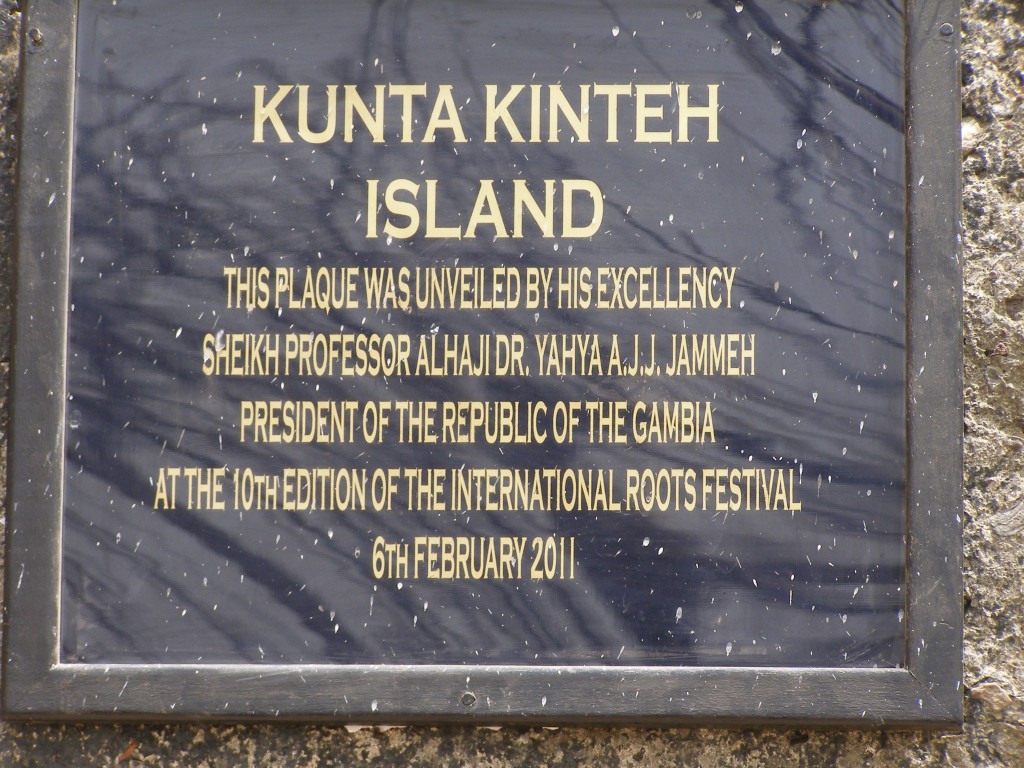 KUNTA KINTEH
ISLAND
THIS PLAQUE WAS UNVEILED BY HIS EXCELLENCY
SHEIKH PROFESSOR ALHAJI DR. YAHYA A.J.J. JAMMEH
PRESIDENT OF THE REPUBLIC OF THE GAMBIA
AT THE 10TH EDITION OF THE INTERNATIONAL ROOTS FESTIVAL
6TH FEBRUARY 2011